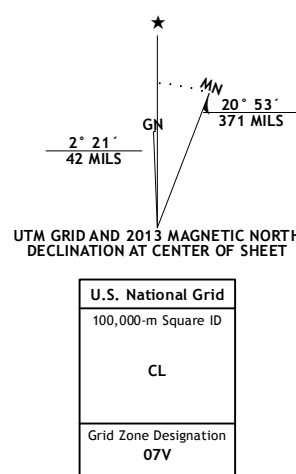 ★
MN
GN
20° 53´
371 MILS
2° 21´
42 MILS
UTM GRID AND 2013 MAGNETIC NORTH
DECLINATION AT CENTER OF SHEET
U.S. National Grid
100,000-m Square ID
CL
Grid Zone Designation
07V